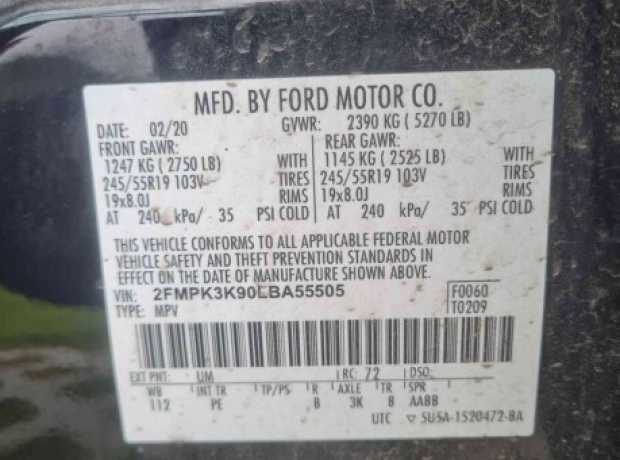 MFD. BY FORD MOTOR CO.
DATE: 02/20 GVWR: 2390 KG ( 5270 LB)
FRONT GAWR: REAR GAWR:
1247 KG ( 2750 LB) WITH 1145 KG ( 2525 LB) WITH
245/55R19 103V TIRES 245/55R19 103V TIRES
19x8.0J RIMS 19x8.0J RIMS
AT 240 kPa/ 35 PSI COLD AT 240 kPa/ 35 PSI COLD
THIS VEHICLE CONFORMS TO ALL APPLICABLE FEDERAL MOTOR
VEHICLE SAFETY AND THEFT PREVENTION STANDARDS IN
EFFECT ON THE DATE OF MANUFACTURE SHOWN ABOVE.
VIN: 2FMPK3K90LBA55505 F0060
TYPE: MPV T0209
EXT PNT: UM RC: 72 DSO:
WB INT TR TP/PS R AXLE TR SPR
112 PE B 3K B AABB
UTC ▽ 5U5A-1520472-BA